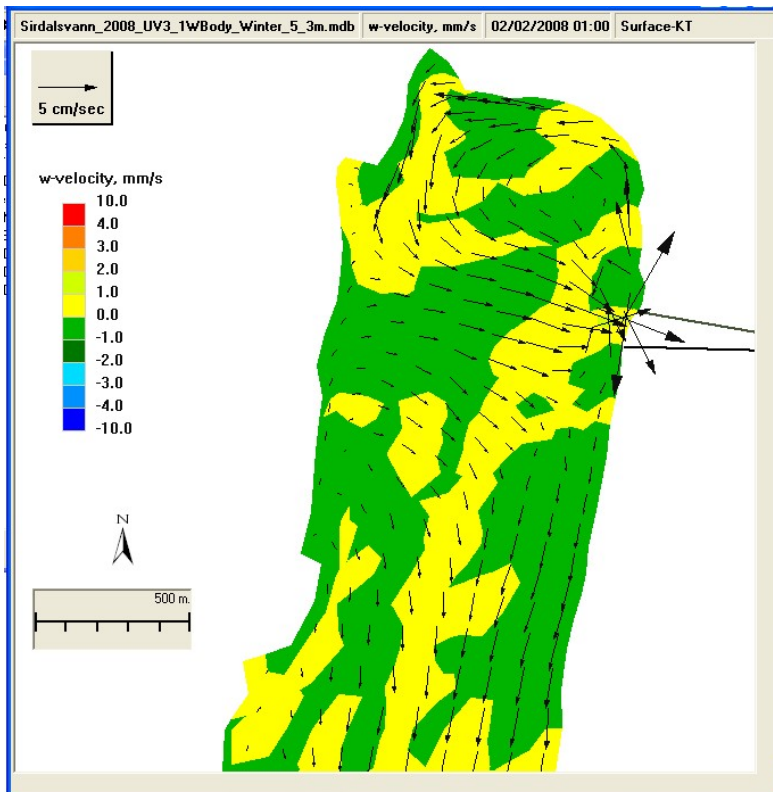 Sirdalsvann_2008_UV3_1WBody_Winter_5_3m.mdb w-velocity, mm/s 02/02/2008 01:00 Surface-KT
5 cm/sec
w-velocity, mm/s
10.0
4.0
3.0
2.0
1.0
0.0
-1.0
-2.0
-3.0
-4.0
-10.0
N
500 m.